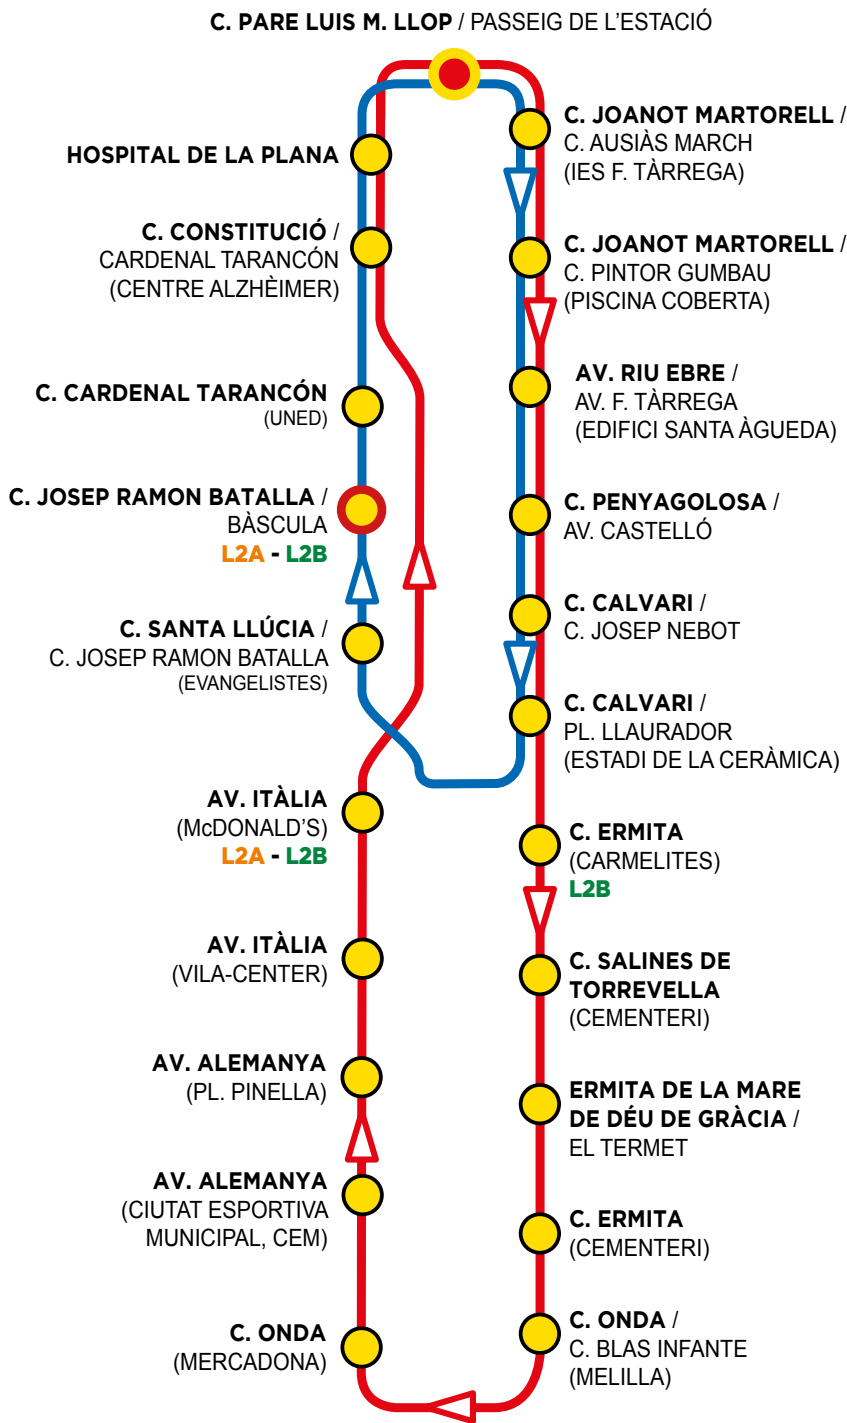 C. PARE LUIS M. LLOP / PASSEIG DE L'ESTACIÓ
C. JOANOT MARTORELL /
C. AUSIÀS MARCH
(IES F. TÀRREGA)
C. JOANOT MARTORELL /
C. PINTOR GUMBAU
(PISCINA COBERTA)
AV. RIU EBRE /
AV. F. TÀRREGA
(EDIFICI SANTA ÀGUEDA)
C. PENYAGOLOSA /
AV. CASTELLÓ
C. CALVARI /
C. JOSEP NEBOT
C. CALVARI /
PL. LLAURADOR
(ESTADI DE LA CERÀMICA)
C. ERMITA
(CARMELITES)
L2B
C. SALINES DE
TORREVELLA
(CEMENTERI)
ERMITA DE LA MARE
DE DÉU DE GRÀCIA /
EL TERMET
C. ERMITA
(CEMENTERI)
C. ONDA /
C. BLAS INFANTE
(MELILLA)
C. ONDA
(MERCADONA)
AV. ALEMANYA
(CIUTAT ESPORTIVA
MUNICIPAL, CEM)
AV. ALEMANYA
(PL. PINELLA)
AV. ITÀLIA
(VILA-CENTER)
AV. ITÀLIA
(McDONALD'S)
L2A - L2B
C. SANTA LLÚCIA /
C. JOSEP RAMON BATALLA
(EVANGELISTES)
C. JOSEP RAMON BATALLA /
BÀSCULA
L2A - L2B
C. CARDENAL TARANCÓN
(UNED)
C. CONSTITUCIÓ /
CARDENAL TARANCÓN
(CENTRE ALZHÈIMER)
HOSPITAL DE LA PLANA